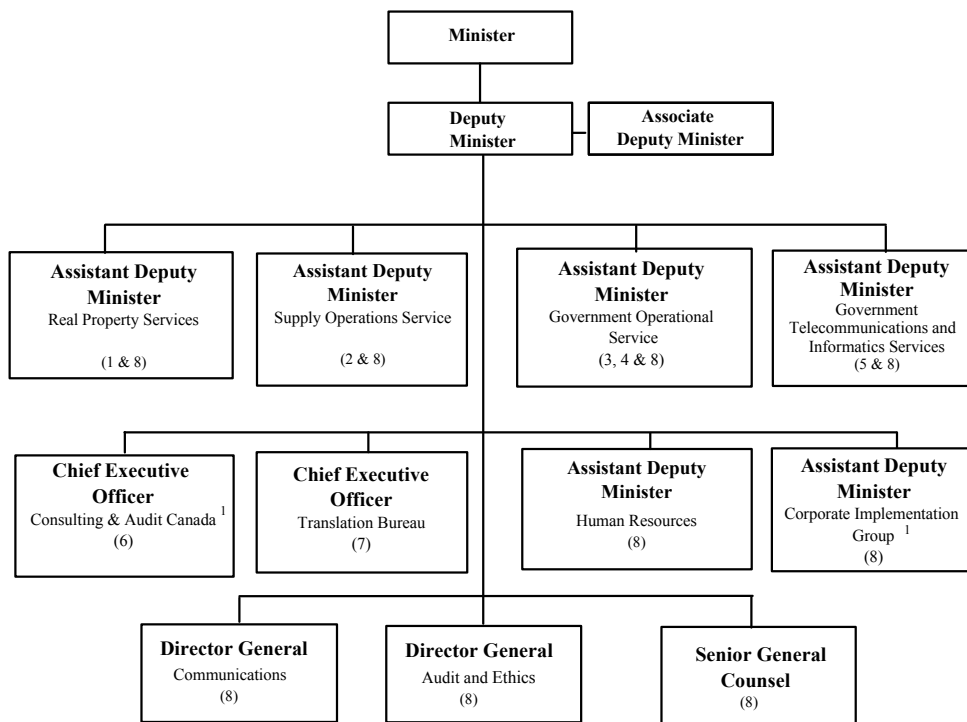 Minister
Deputy
Minister
Associate
Deputy Minister
Assistant Deputy
Minister
Real Property Services
(1 & 8)
Assistant Deputy
Minister
Supply Operations Service
(2 & 8)
Assistant Deputy
Minister
Government Operational
Service
(3, 4 & 8)
Assistant Deputy
Minister
Government
Telecommunications and
Informatics Services
(5 & 8)
Chief Executive
Officer
Consulting & Audit Canada 1
(6)
Chief Executive
Officer
Translation Bureau
(7)
Assistant Deputy
Minister
Human Resources
(8)
Assistant Deputy
Minister
Corporate Implementation
Group 1
(8)
Director General
Communications
(8)
Director General
Audit and Ethics
(8)
Senior General
Counsel
(8)